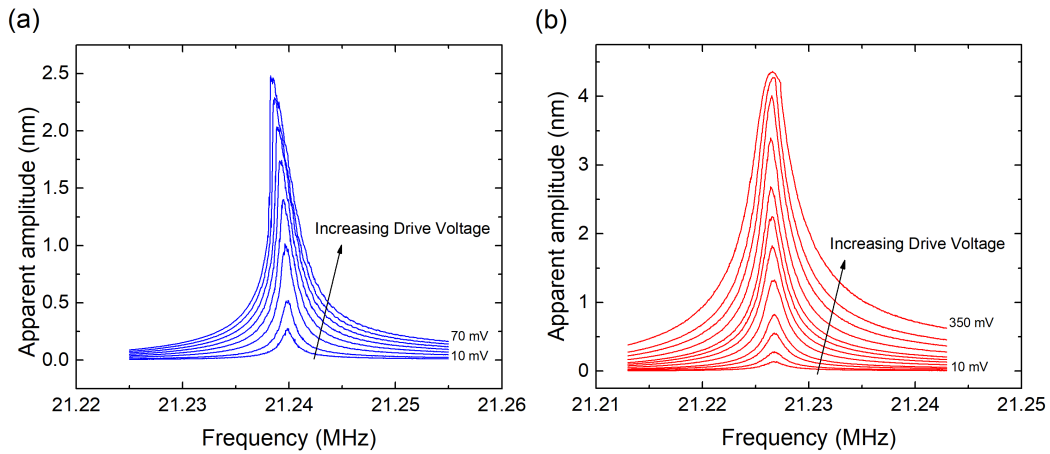 (a)
Apparent amplitude (nm)
2.5
2.0
1.5
1.0
0.5
0.0
Increasing Drive Voltage
70 mV
10 mV
21.22 21.23 21.24 21.25 21.26
Frequency (MHz)
(b)
Apparent amplitude (nm)
4
3
2
1
0
Increasing Drive Voltage
350 mV
10 mV
21.21 21.22 21.23 21.24 21.25
Frequency (MHz)